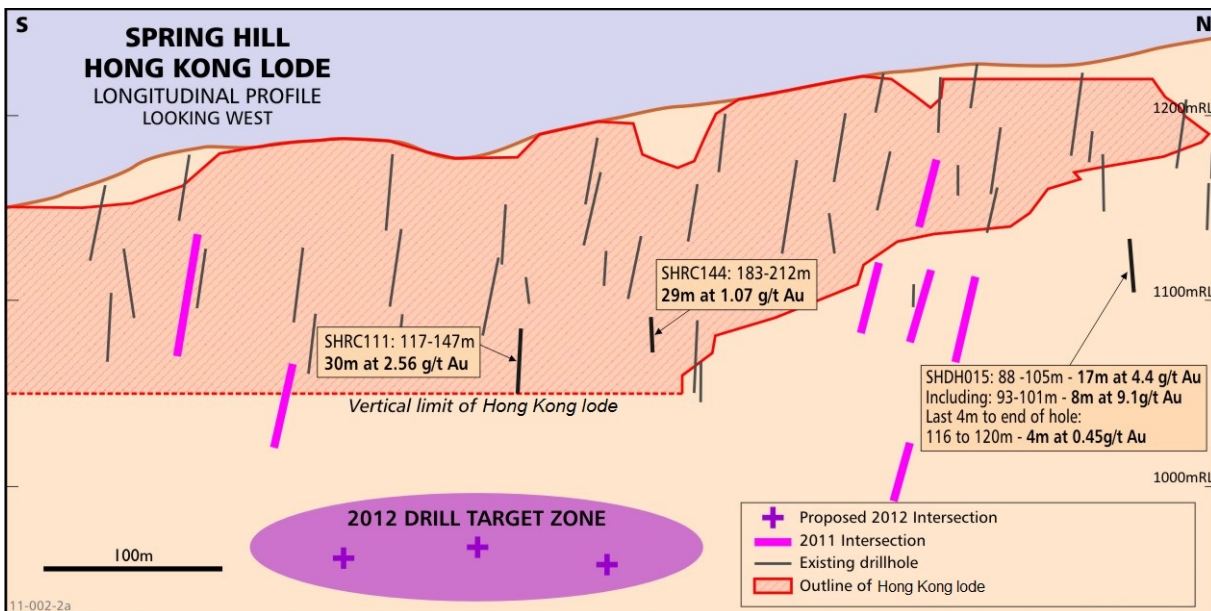 S
N
SPRING HILL
HONG KONG LODE
LONGITUDINAL PROFILE
LOOKING WEST
1200mRL
SHRC144: 183-212m
29m at 1.07 g/t Au
1100mRL
SHRC111: 117-147m
30m at 2.56 g/t Au
SHDH015: 88 -105m - 17m at 4.4 g/t Au
Including: 93-101m - 8m at 9.1g/t Au
Last 4m to end of hole:
116 to 120m - 4m at 0.45g/t Au
Vertical limit of Hong Kong lode
1000mRL
2012 DRILL TARGET ZONE
100m
Proposed 2012 Intersection
2011 Intersection
Existing drillhole
Outline of Hong Kong lode
11-002-2a